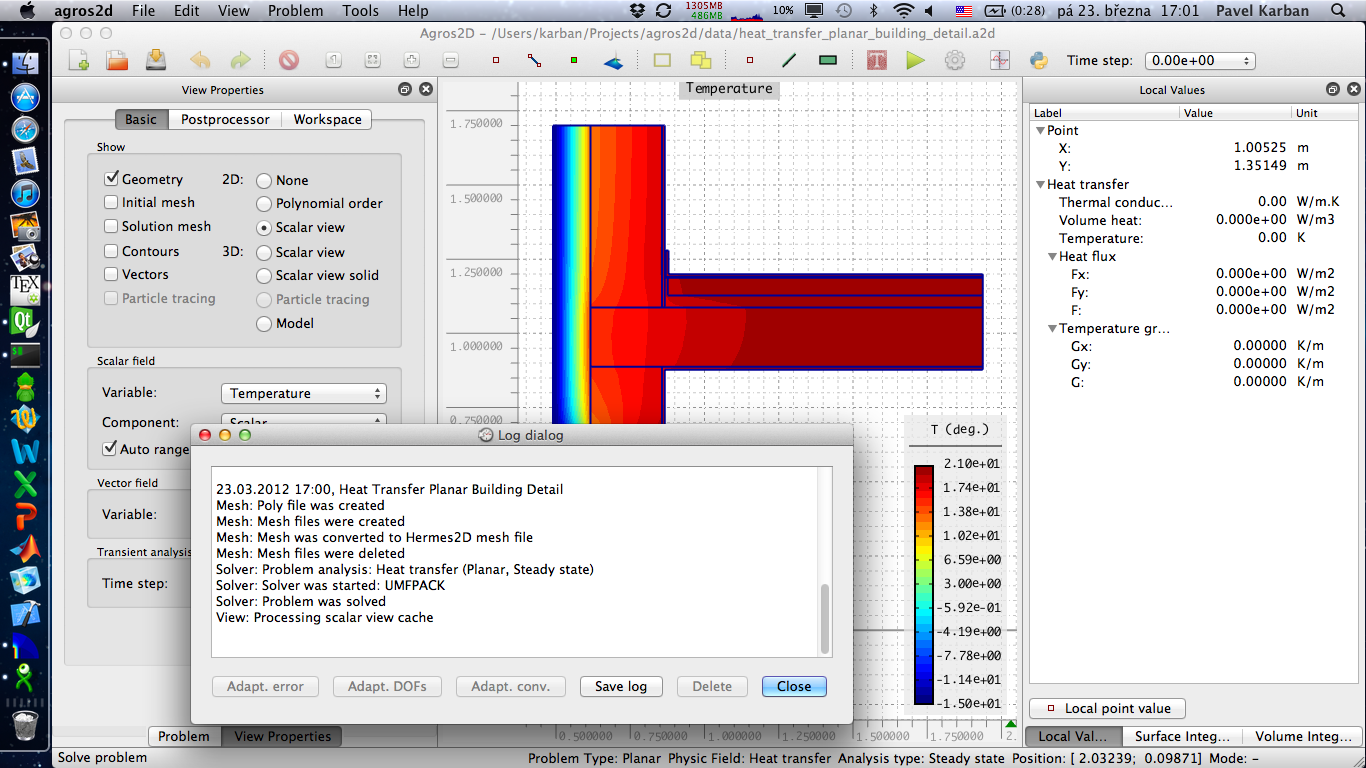 agros2d File Edit View Problem Tools Help 1305MB 486MB 10% (0:28) pá 23. března 17:01 Pavel Karban
Agros2D - /Users/karban/Projects/agros2d/data/heat_transfer_planar_building_detail.a2d
Time step: 0.00e+00
View Properties
Basic Postprocessor Workspace
Show
Geometry 2D: None
Initial mesh Polynomial order
Solution mesh Scalar view
Contours 3D: Scalar view
Vectors Scalar view solid
Particle tracing Particle tracing
Model
Scalar field
Variable: Temperature
Component: Scalar
Auto range
Vector field
Variable:
Transient analysis
Time step:
Problem View Properties
Temperature
1.750000
1.500000
1.250000
1.000000
0.750000
T (deg.)
2.10e+01
1.74e+01
1.38e+01
1.02e+01
6.59e+00
3.00e+00
-5.92e-01
-4.19e+00
-7.78e+00
-1.14e+01
-1.50e+01
0.500000 0.750000 1.000000 1.250000 1.500000 1.750000 2.
Log dialog
23.03.2012 17:00, Heat Transfer Planar Building Detail
Mesh: Poly file was created
Mesh: Mesh files were created
Mesh: Mesh was converted to Hermes2D mesh file
Mesh: Mesh files were deleted
Solver: Problem analysis: Heat transfer (Planar, Steady state)
Solver: Solver was started: UMFPACK
Solver: Problem was solved
View: Processing scalar view cache
Adapt. error Adapt. DOFs Adapt. conv. Save log Delete Close
Local Values
Label Value Unit
Point
X: 1.00525 m
Y: 1.35149 m
Heat transfer
Thermal conduc... 0.00 W/m.K
Volume heat: 0.000e+00 W/m3
Temperature: 0.00 K
Heat flux
Fx: 0.000e+00 W/m2
Fy: 0.000e+00 W/m2
F: 0.000e+00 W/m2
Temperature gr...
Gx: 0.00000 K/m
Gy: 0.00000 K/m
G: 0.00000 K/m
Local point value
Local Val... Surface Integ... Volume Integ...
Solve problem
Problem Type: Planar Physic Field: Heat transfer Analysis type: Steady state Position: [ 2.03239; 0.09871] Mode: -
TEX
Qt